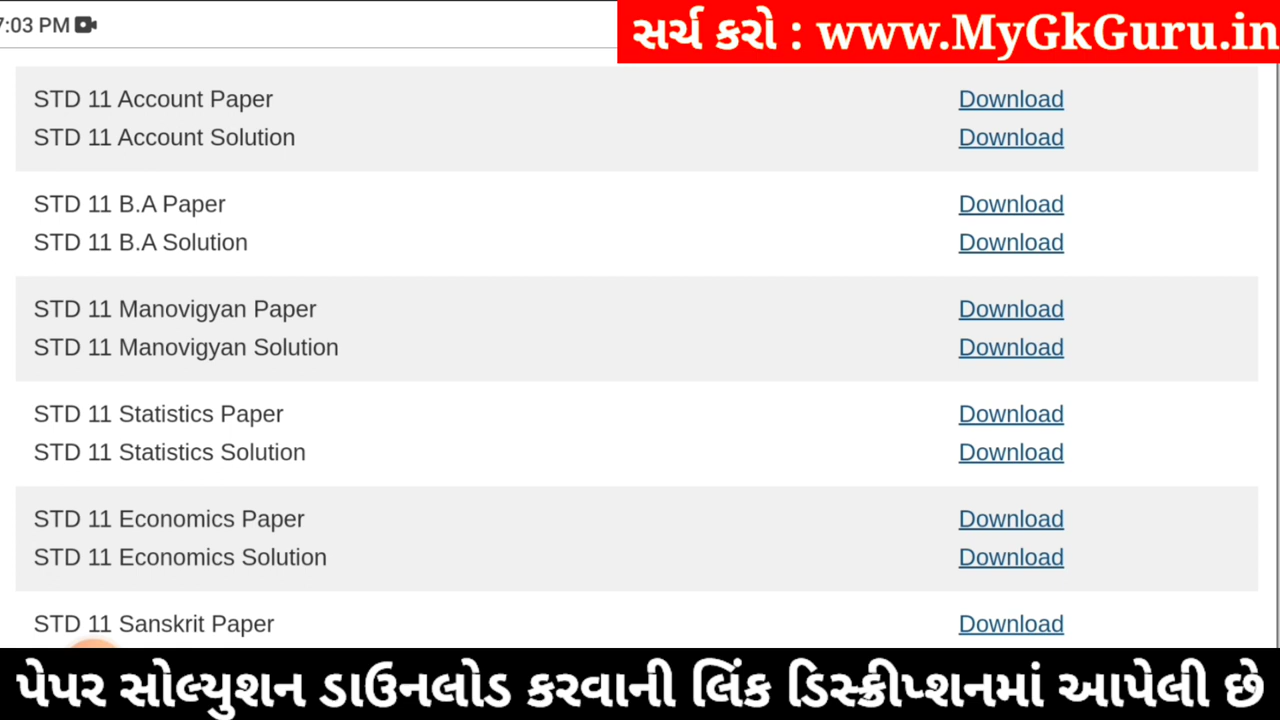 7:03 PM
સર્ચ કરો : www.MyGkGuru.in
STD 11 Account Paper Download
STD 11 Account Solution Download
STD 11 B.A Paper Download
STD 11 B.A Solution Download
STD 11 Manovigyan Paper Download
STD 11 Manovigyan Solution Download
STD 11 Statistics Paper Download
STD 11 Statistics Solution Download
STD 11 Economics Paper Download
STD 11 Economics Solution Download
STD 11 Sanskrit Paper Download
પેપર સોલ્યુશન ડાઉનલોડ કરવાની લિંક ડિસ્ક્રીપ્શનમાં આપેલી છે